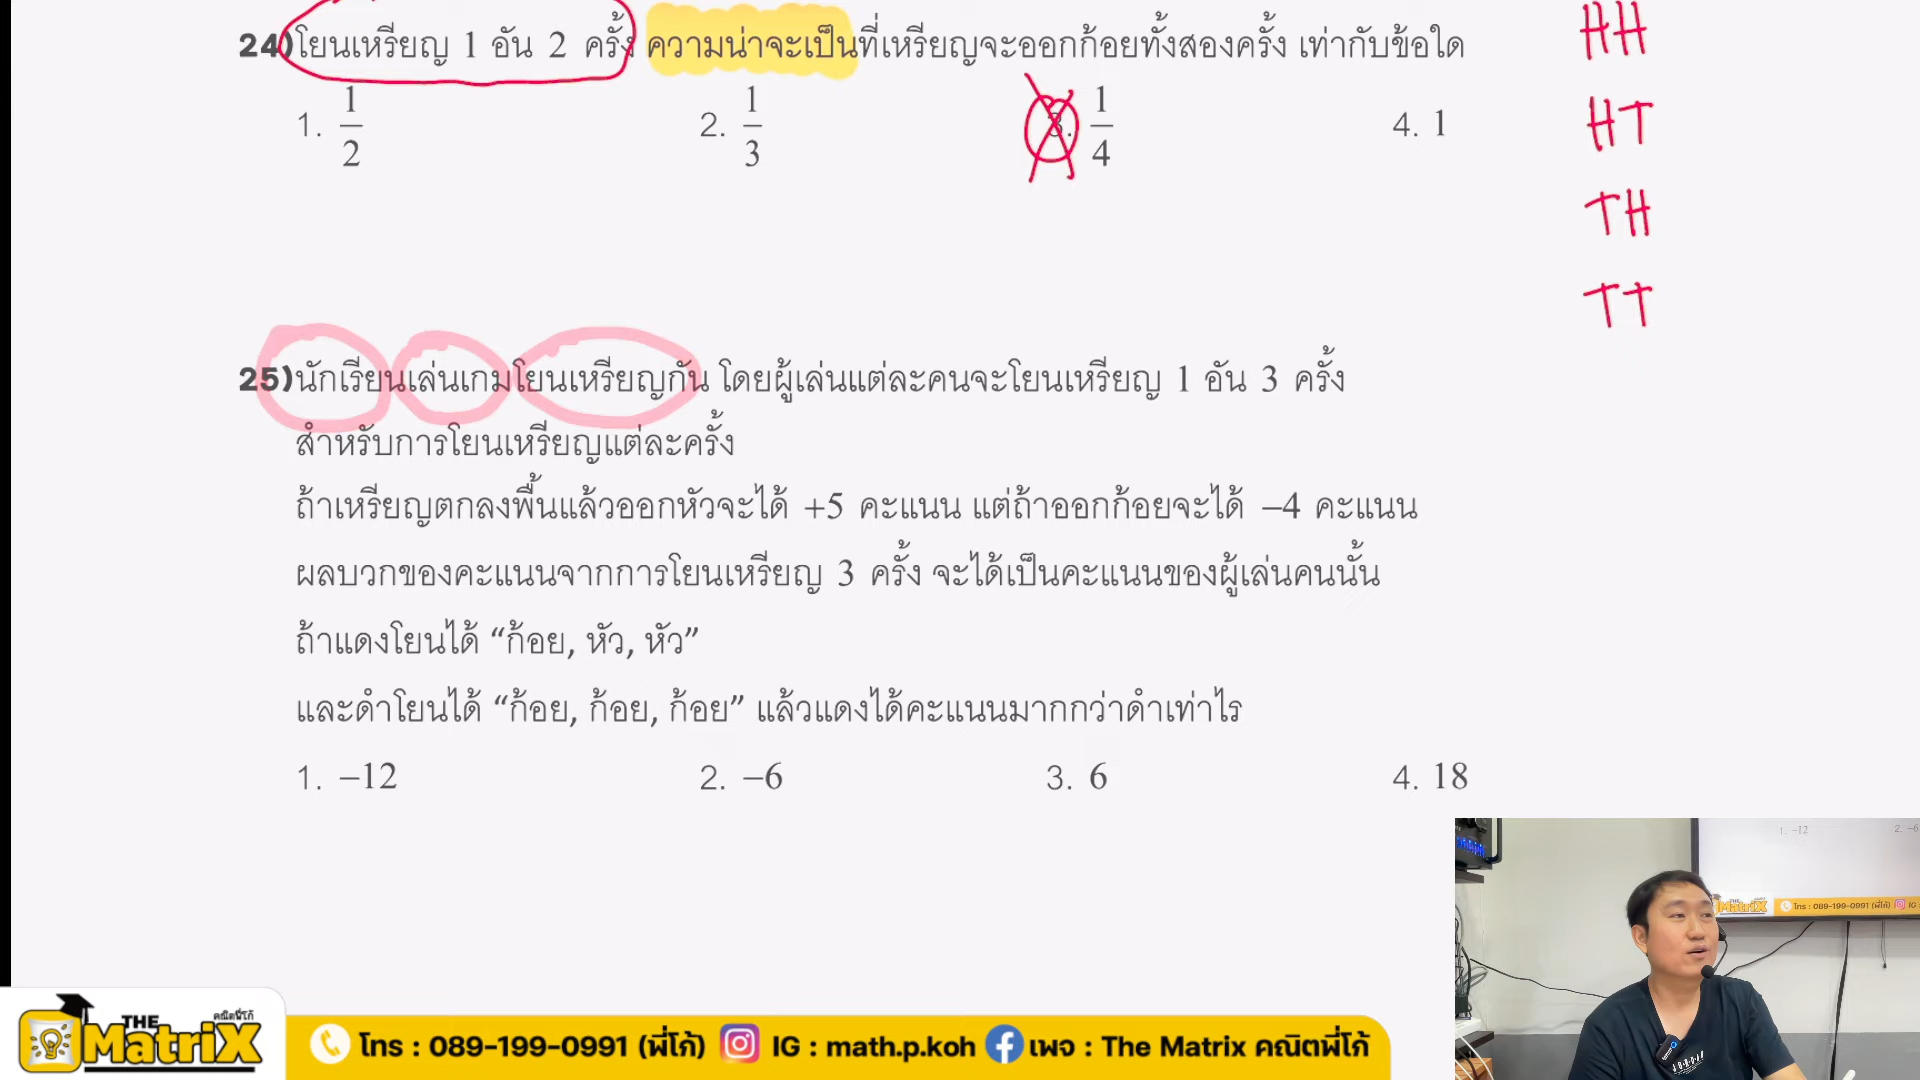 24) โยนเหรียญ 1 อัน 2 ครั้ง ความน่าจะเป็นที่เหรียญจะออกก้อยทั้งสองครั้ง เท่ากับข้อใด
1. 1/2 2. 1/3 3. 1/4 4. 1
HH
HT
TH
TT
25) นักเรียนเล่นเกมโยนเหรียญกัน โดยผู้เล่นแต่ละคนจะโยนเหรียญ 1 อัน 3 ครั้ง
สำหรับการโยนเหรียญแต่ละครั้ง
ถ้าเหรียญตกลงพื้นแล้วออกหัวจะได้ +5 คะแนน แต่ถ้าออกก้อยจะได้ –4 คะแนน
ผลบวกของคะแนนจากการโยนเหรียญ 3 ครั้ง จะได้เป็นคะแนนของผู้เล่นคนนั้น
ถ้าแดงโยนได้ “ก้อย, หัว, หัว”
และดำโยนได้ “ก้อย, ก้อย, ก้อย” แล้วแดงได้คะแนนมากกว่าดำเท่าไร
1. –12 2. –6 3. 6 4. 18
1. –12 2. –6
MatriX โทร : 089-199-0991 (พี่โก้) IG :
THE MatriX คณิตพี่โก้
โทร : 089-199-0991 (พี่โก้) IG : math.p.koh เพจ : The Matrix คณิตพี่โก้